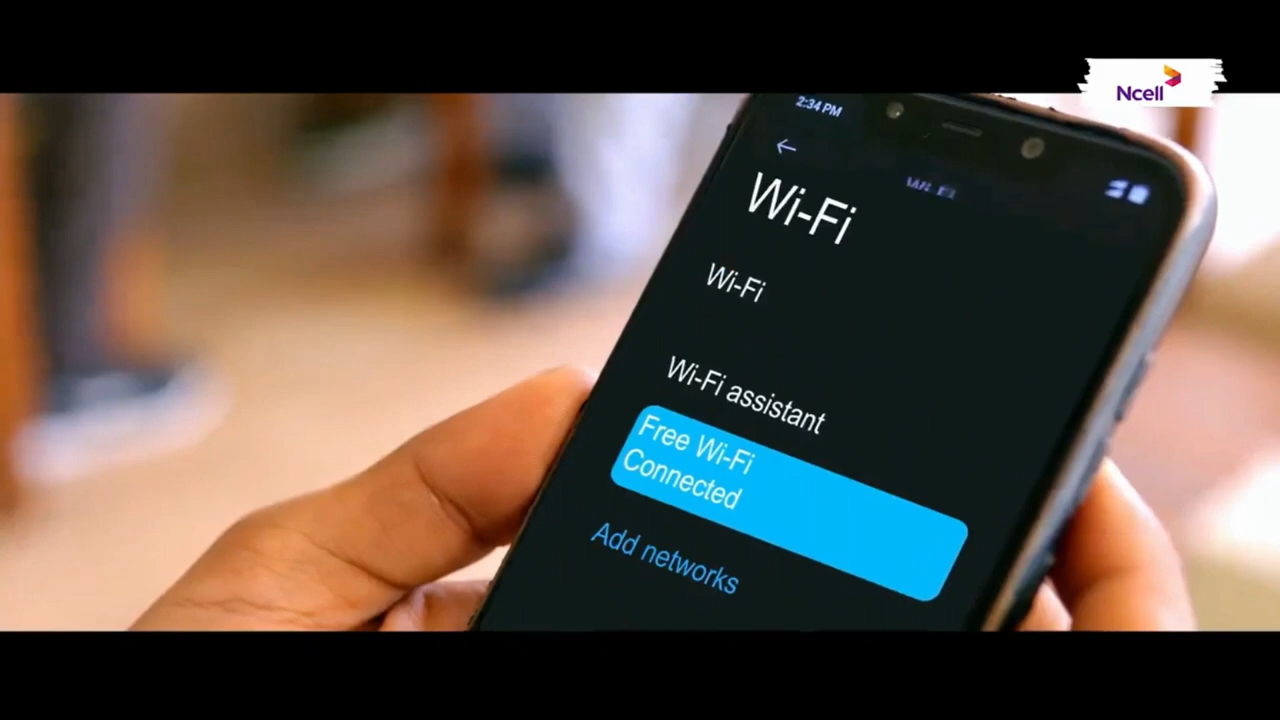 Ncell
2:34 PM
Wi-Fi
Wi-Fi
Wi-Fi assistant
Free Wi-Fi
Connected
Add networks